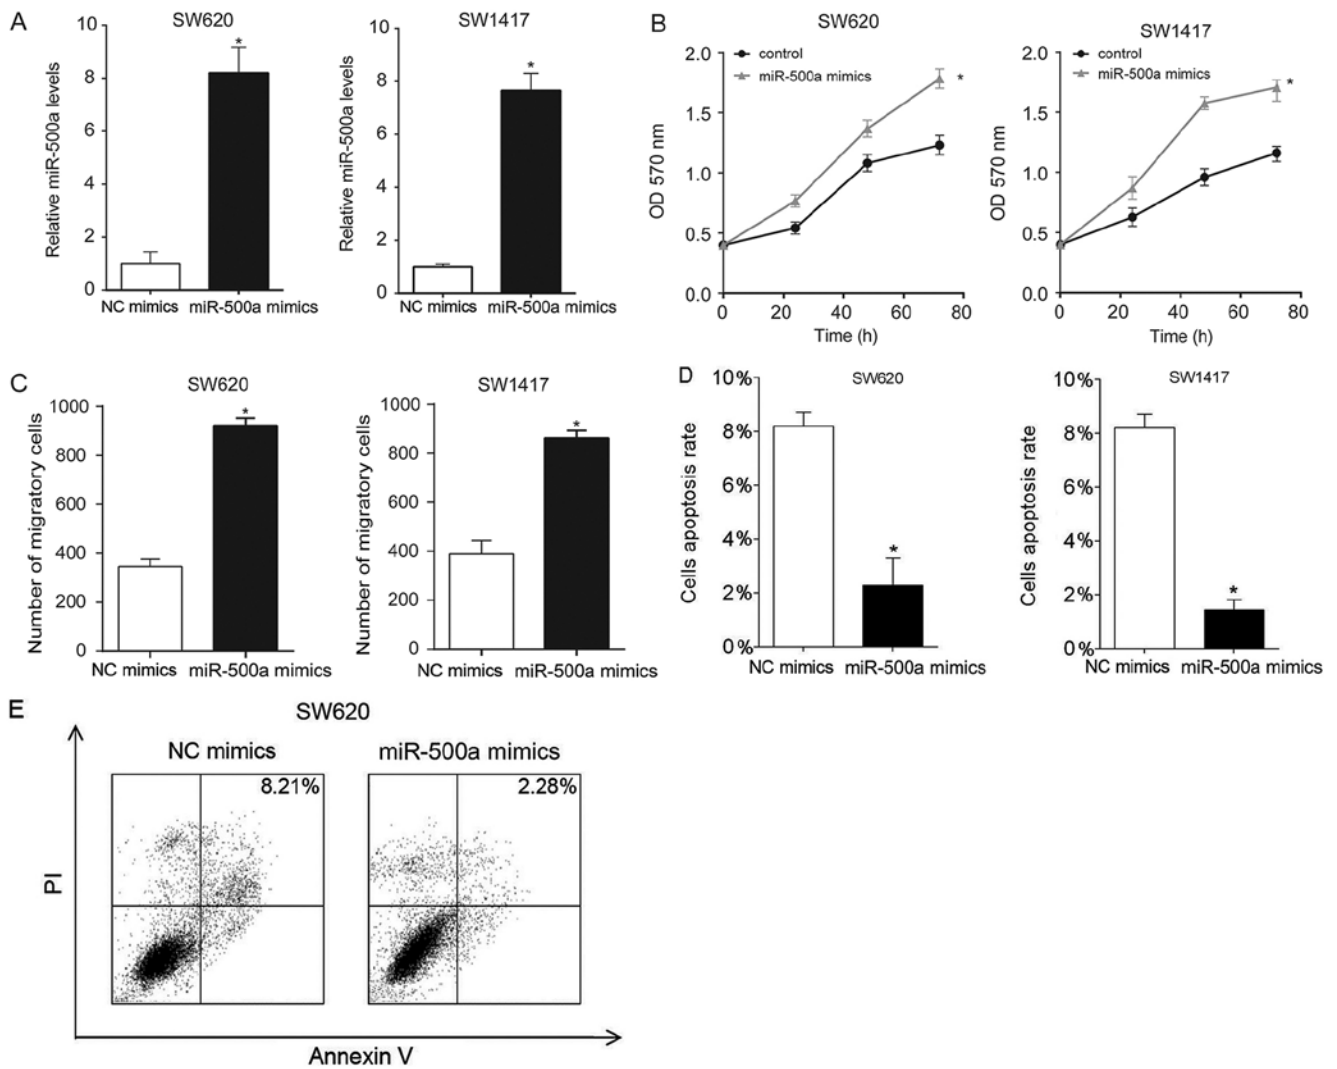 A
SW620
Relative miR-500a levels
10
8
6
4
2
0
*
NC mimics
miR-500a mimics
SW1417
Relative miR-500a levels
10
8
6
4
2
0
*
NC mimics
miR-500a mimics
B
SW620
OD 570 nm
2.0
1.5
1.0
0.5
0.0
control
miR-500a mimics
*
0 20 40 60 80
Time (h)
SW1417
OD 570 nm
2.0
1.5
1.0
0.5
0.0
control
miR-500a mimics
*
0 20 40 60 80
Time (h)
C
SW620
Number of migratory cells
1000
800
600
400
200
0
*
NC mimics
miR-500a mimics
SW1417
Number of migratory cells
1000
800
600
400
200
0
*
NC mimics
miR-500a mimics
D
SW620
Cells apoptosis rate
10%
8%
6%
4%
2%
0%
*
NC mimics
miR-500a mimics
SW1417
Cells apoptosis rate
10%
8%
6%
4%
2%
0%
*
NC mimics
miR-500a mimics
E
SW620
NC mimics
miR-500a mimics
8.21%
2.28%
PI
Annexin V